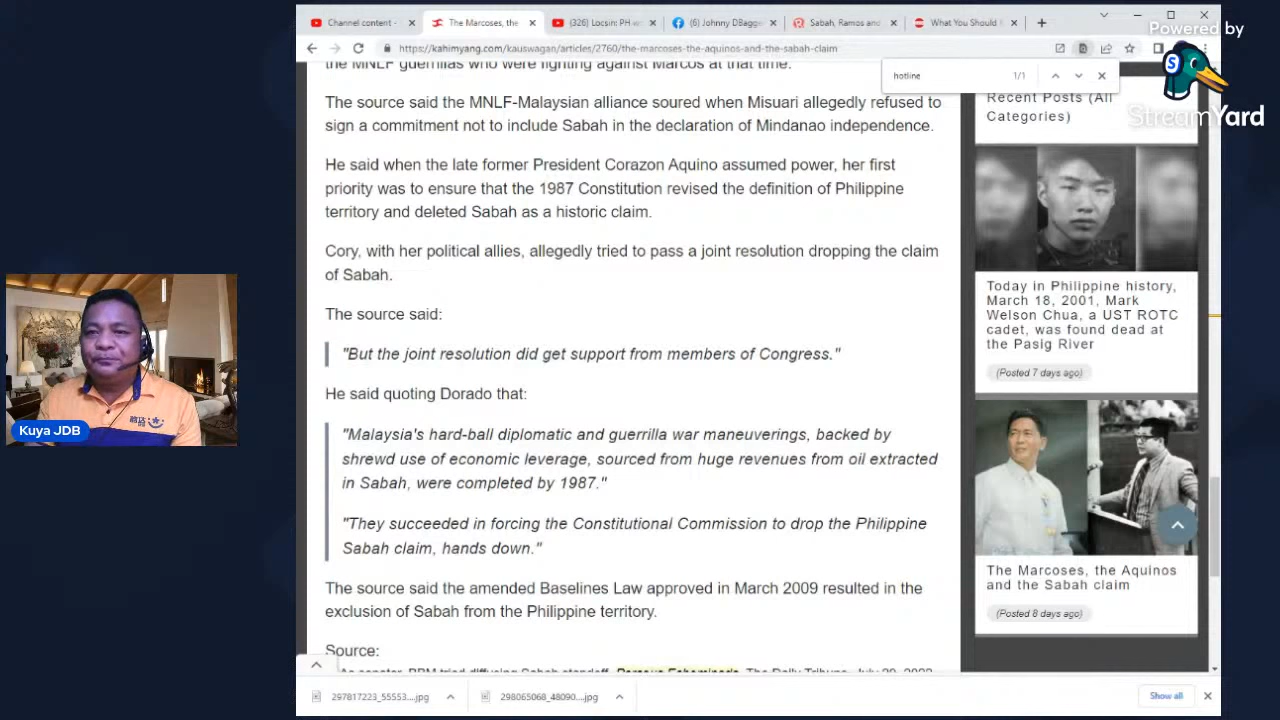 Channel content -
The Marcoses, the
(326) Locsin: PH w
(6) Johnny DBagge
Sabah, Ramos and
What You Should
https://kahimyang.com/kauswagan/articles/2760/the-marcoses-the-aquinos-and-the-sabah-claim
Powered by
StreamYard
hotline
1/1
the MNLF guerillas who were fighting against Marcos at that time.
The source said the MNLF-Malaysian alliance soured when Misuari allegedly refused to
sign a commitment not to include Sabah in the declaration of Mindanao independence.
He said when the late former President Corazon Aquino assumed power, her first
priority was to ensure that the 1987 Constitution revised the definition of Philippine
territory and deleted Sabah as a historic claim.
Cory, with her political allies, allegedly tried to pass a joint resolution dropping the claim
of Sabah.
The source said:
"But the joint resolution did get support from members of Congress."
He said quoting Dorado that:
"Malaysia's hard-ball diplomatic and guerrilla war maneuverings, backed by
shrewd use of economic leverage, sourced from huge revenues from oil extracted
in Sabah, were completed by 1987."
"They succeeded in forcing the Constitutional Commission to drop the Philippine
Sabah claim, hands down."
The source said the amended Baselines Law approved in March 2009 resulted in the
exclusion of Sabah from the Philippine territory.
Source:
Recent Posts (All
Categories)
Today in Philippine history,
March 18, 2001, Mark
Welson Chua, a UST ROTC
cadet, was found dead at
the Pasig River
(Posted 7 days ago)
The Marcoses, the Aquinos
and the Sabah claim
(Posted 8 days ago)
Kuya JDB
297817223_55553....jpg
298065068_48090....jpg
Show all